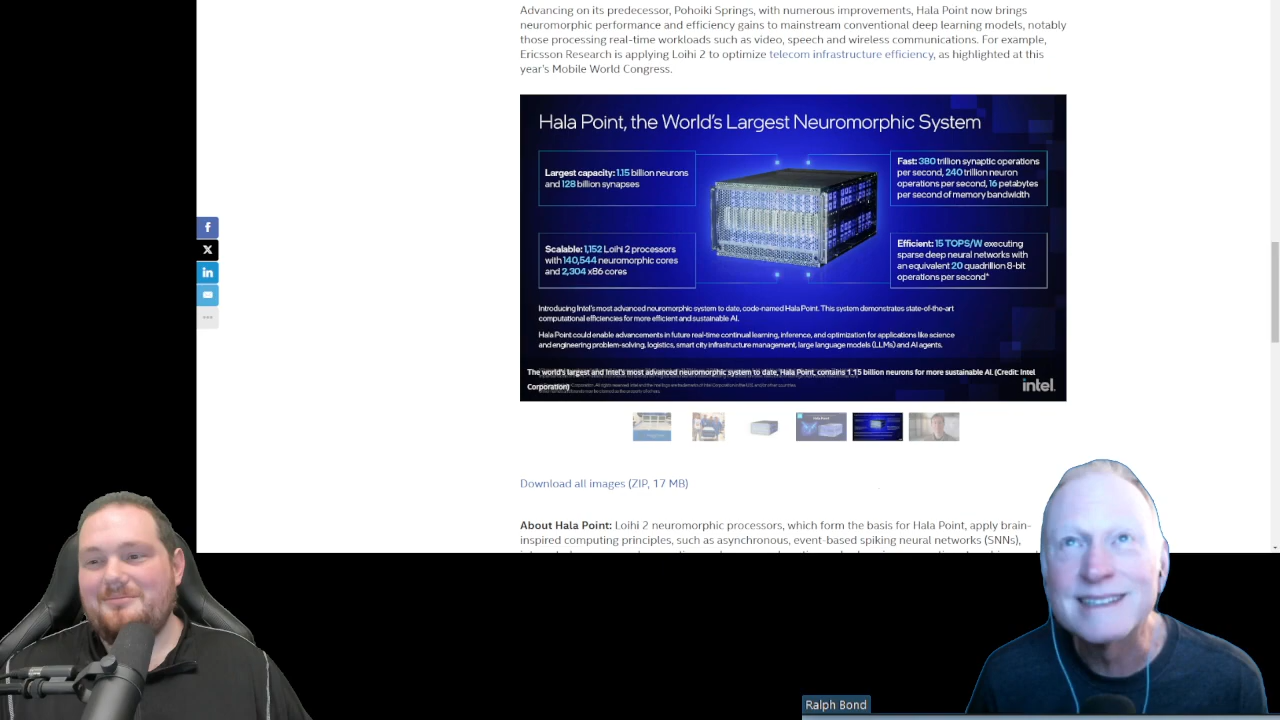 Advancing on its predecessor, Pohoiki Springs, with numerous improvements, Hala Point now brings
neuromorphic performance and efficiency gains to mainstream conventional deep learning models, notably
those processing real-time workloads such as video, speech and wireless communications. For example,
Ericsson Research is applying Loihi 2 to optimize telecom infrastructure efficiency, as highlighted at this
year's Mobile World Congress.
Hala Point, the World's Largest Neuromorphic System
Largest capacity: 1.15 billion neurons
and 128 billion synapses
Fast: 380 trillion synaptic operations
per second, 240 trillion neuron
operations per second, 16 petabytes
per second of memory bandwidth
Scalable: 1,152 Loihi 2 processors
with 140,544 neuromorphic cores
and 2,304 x86 cores
Efficient: 15 TOPS/W executing
sparse deep neural networks with
an equivalent 20 quadrillion 8-bit
operations per second*
Introducing Intel's most advanced neuromorphic system to date, code-named Hala Point. This system demonstrates state-of-the-art
computational efficiencies for more efficient and sustainable AI.
Hala Point could enable advancements in future real-time continual learning, inference, and optimization for applications like science
and engineering problem-solving, logistics, smart city infrastructure management, large language models (LLMs) and AI agents.
The world's largest and Intel's most advanced neuromorphic system to date, Hala Point, contains 1.15 billion neurons for more sustainable AI. (Credit: Intel
Corporation)
intel.
Download all images (ZIP, 17 MB)
About Hala Point: Loihi 2 neuromorphic processors, which form the basis for Hala Point, apply brain-
inspired computing principles, such as asynchronous, event-based spiking neural networks (SNNs),
Ralph Bond